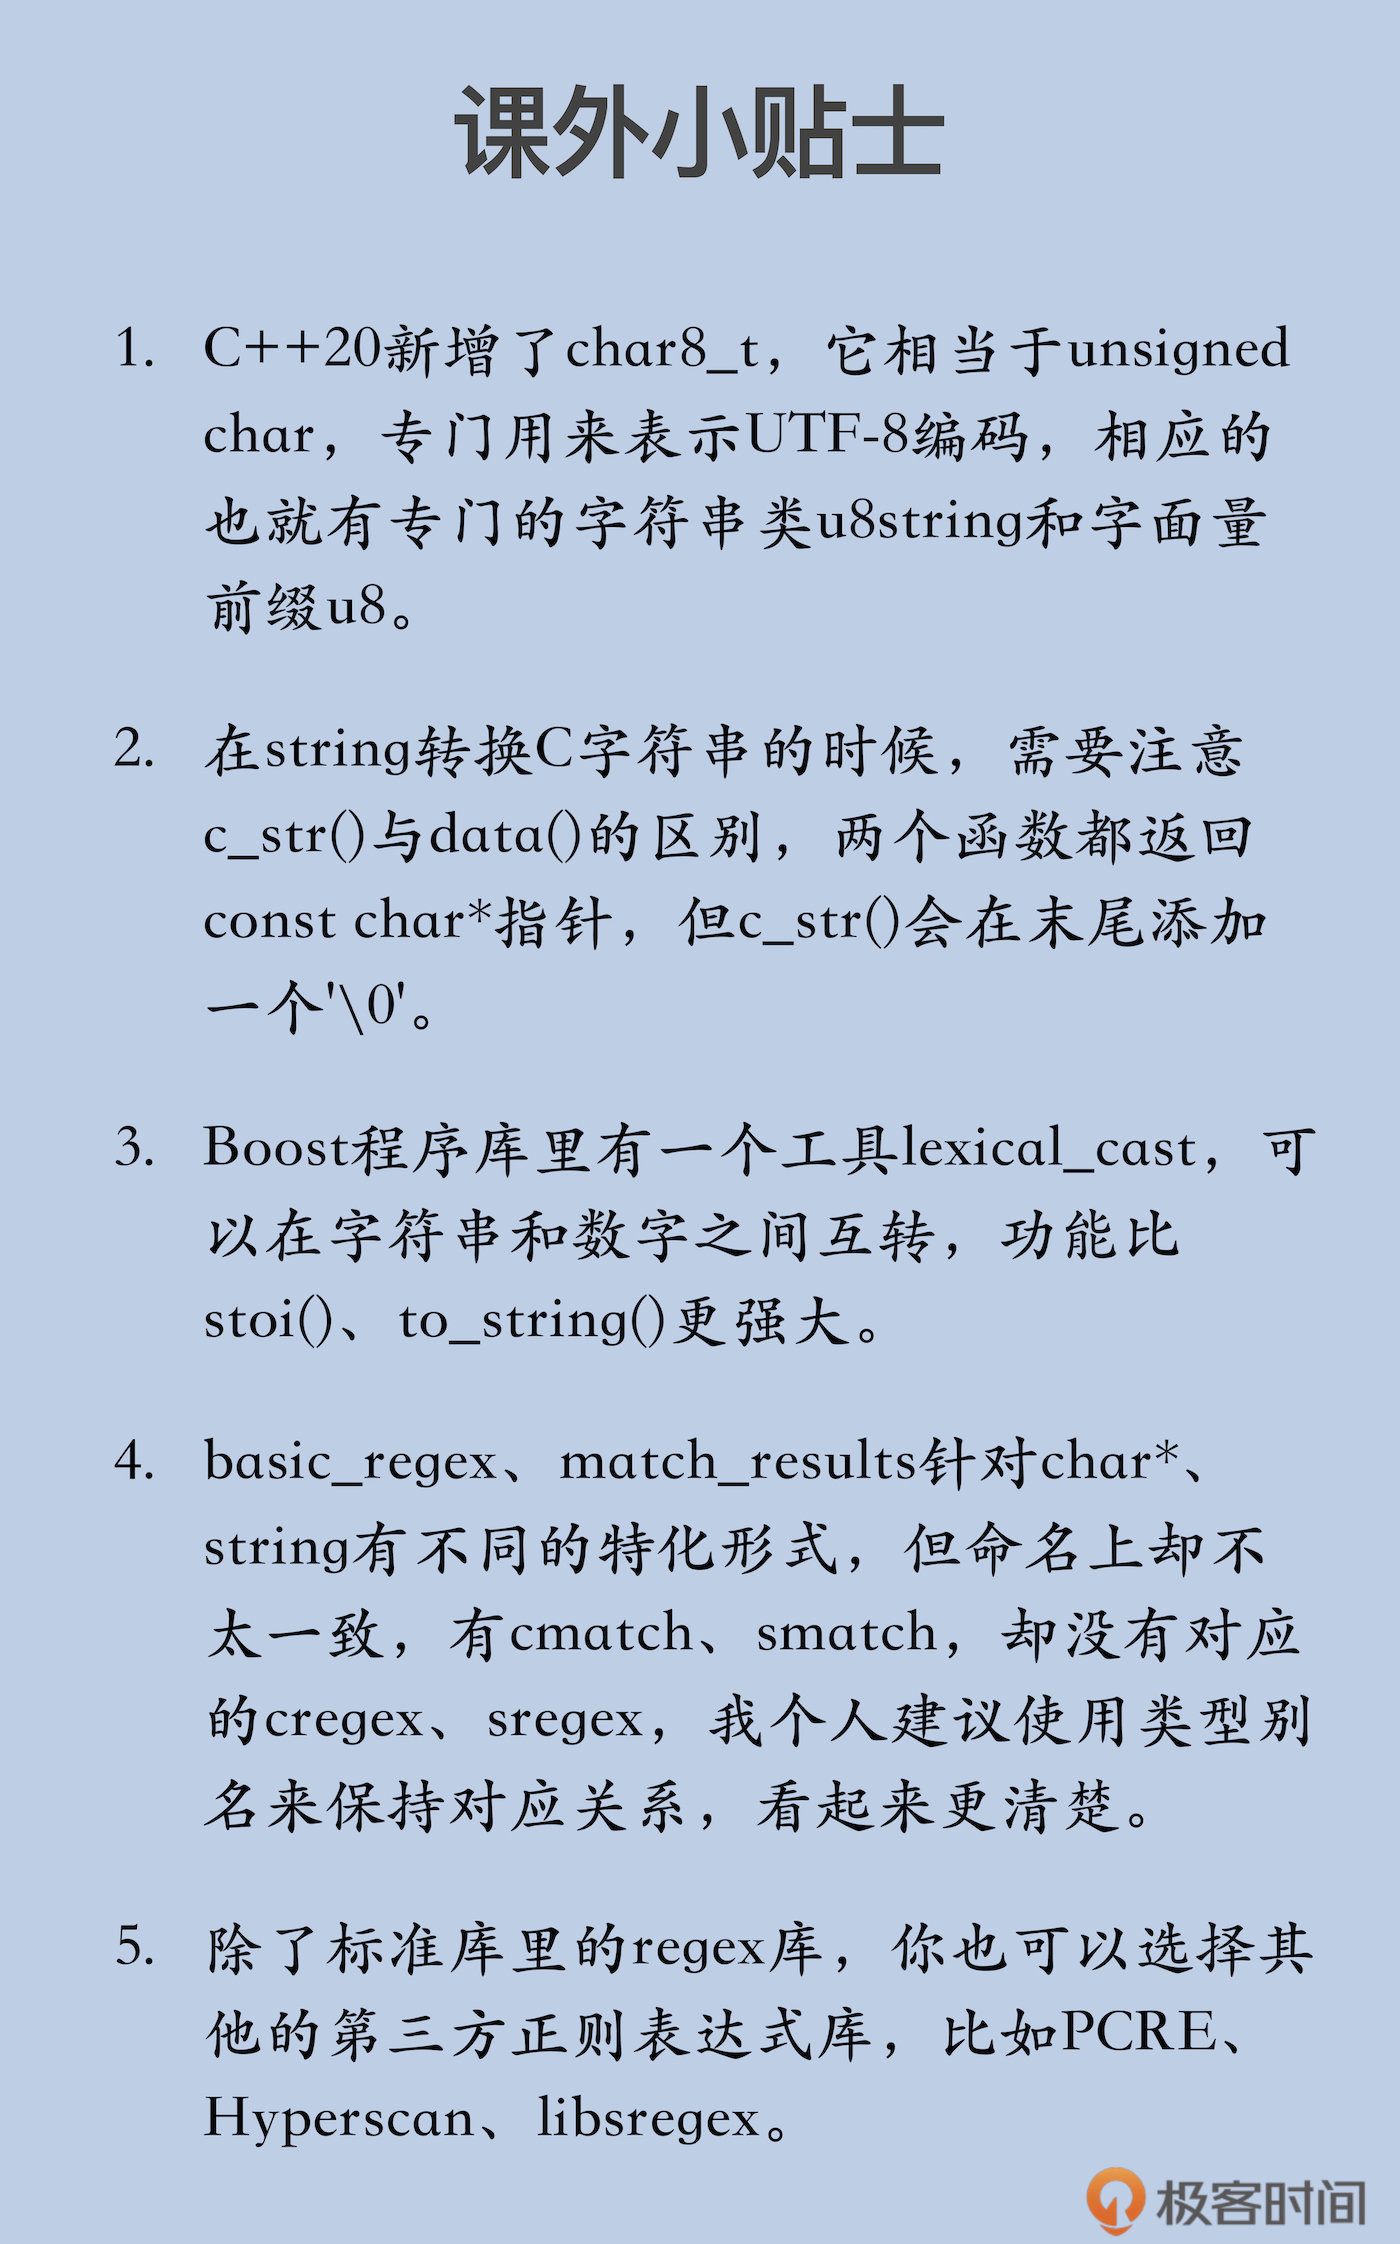 课外小贴士
1. C++20新增了char8_t，它相当于unsigned
char，专门用来表示UTF-8编码，相应的
也就有专门的字符串类u8string和字面量
前缀u8。
2. 在string转换C字符串的时候，需要注意
c_str()与data()的区别，两个函数都返回
const char*指针，但c_str()会在末尾添加
一个'\0'。
3. Boost程序库里有一个工具lexical_cast，可
以在字符串和数字之间互转，功能比
stoi()、to_string()更强大。
4. basic_regex、match_results针对char*、
string有不同的特化形式，但命名上却不
太一致，有cmatch、smatch，却没有对应
的cregex、sregex，我个人建议使用类型别
名来保持对应关系，看起来更清楚。
5. 除了标准库里的regex库，你也可以选择其
他的第三方正则表达式库，比如PCRE、
Hyperscan、libsregex。
极客时间